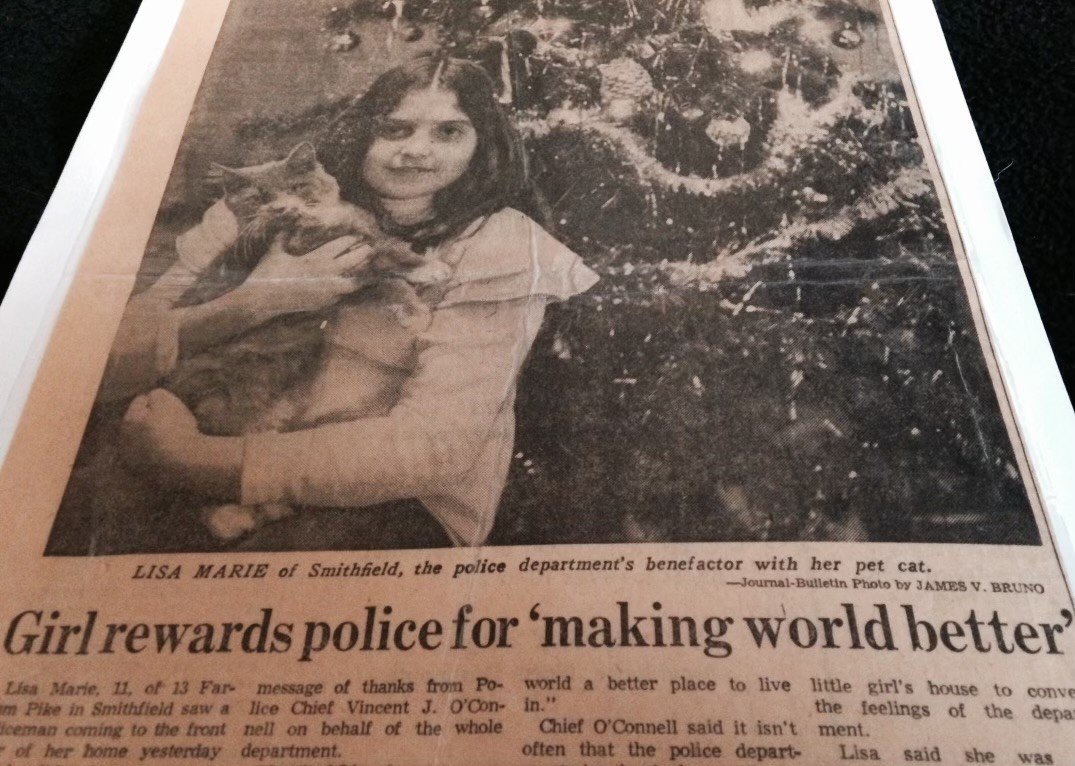 LISA MARIE of Smithfield, the police department's benefactor with her pet cat.
—Journal-Bulletin Photo by JAMES V. BRUNO
Girl rewards police for 'making world better'
Lisa Marie, 11, of 13 Far-
m Pike in Smithfield saw a
iceman coming to the front
of her home yesterday
message of thanks from Po-
lice Chief Vincent J. O'Con-
nell on behalf of the whole
department.
world a better place to live
in."
Chief O'Connell said it isn't
often that the police depart-
little girl's house to conve
the feelings of the depa
ment.
Lisa said she was